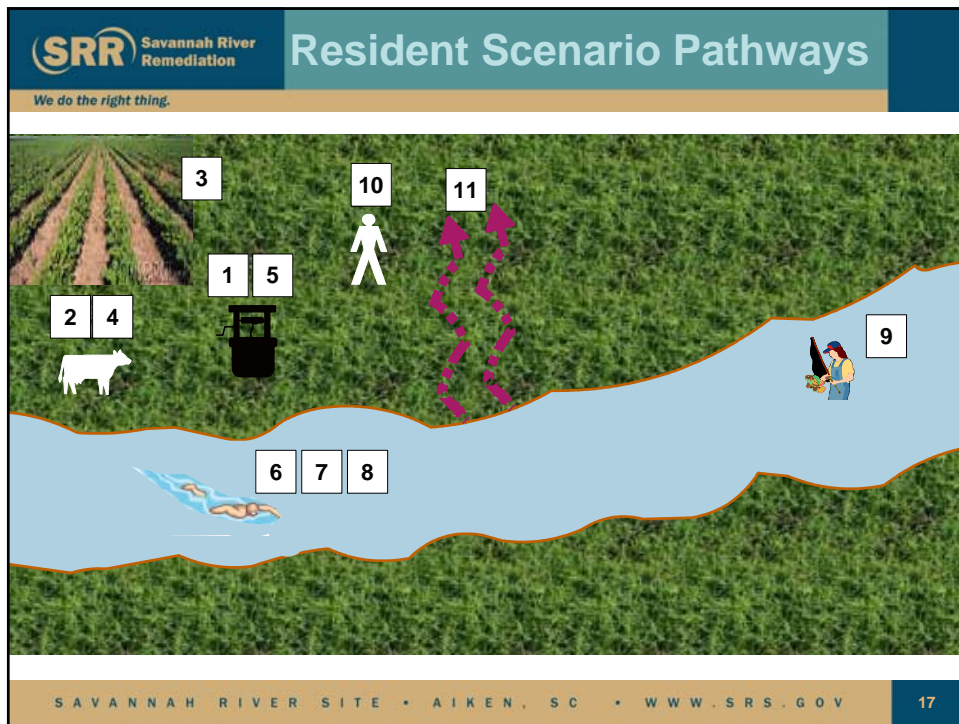 SRR Savannah River
Remediation
Resident Scenario Pathways
We do the right thing.
3
10
11
1 5
2 4
9
6 7 8
SAVANNAH RIVER SITE • AIKEN, SC • WWW.SRS.GOV
17